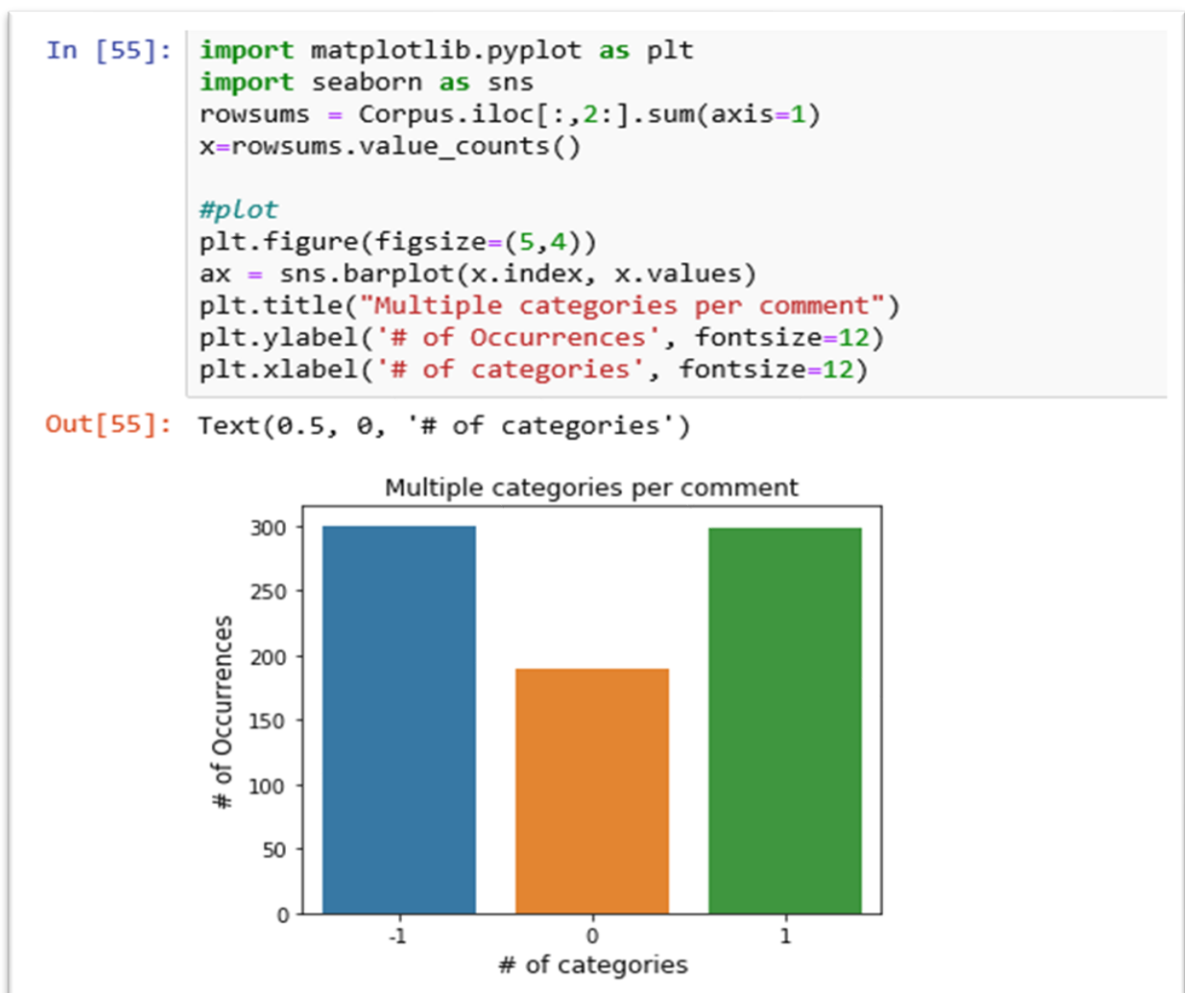 In [55]: import matplotlib.pyplot as plt
import seaborn as sns
rowsums = Corpus.iloc[:,2:].sum(axis=1)
x=rowsums.value_counts()
#plot
plt.figure(figsize=(5,4))
ax = sns.barplot(x.index, x.values)
plt.title("Multiple categories per comment")
plt.ylabel('# of Occurrences', fontsize=12)
plt.xlabel('# of categories', fontsize=12)
Out[55]: Text(0.5, 0, '# of categories')
Multiple categories per comment
300
250
200
150
100
50
0
# of Occurrences
-1 0 1
# of categories